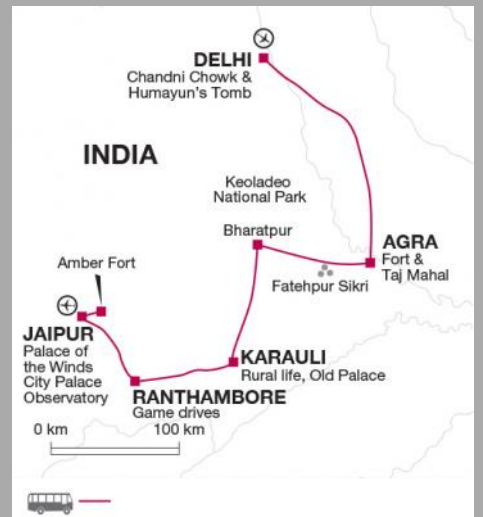 DELHI
Chandni Chowk &
Humayun's Tomb
INDIA
Keoladeo
National Park
Bharatpur
AGRA
Fort &
Taj Mahal
Fatehpur Sikri
Amber Fort
JAIPUR
Palace of
the Winds
City Palace
Observatory
KARAULI
Rural life, Old Palace
RANTHAMBORE
Game drives
0 km 100 km